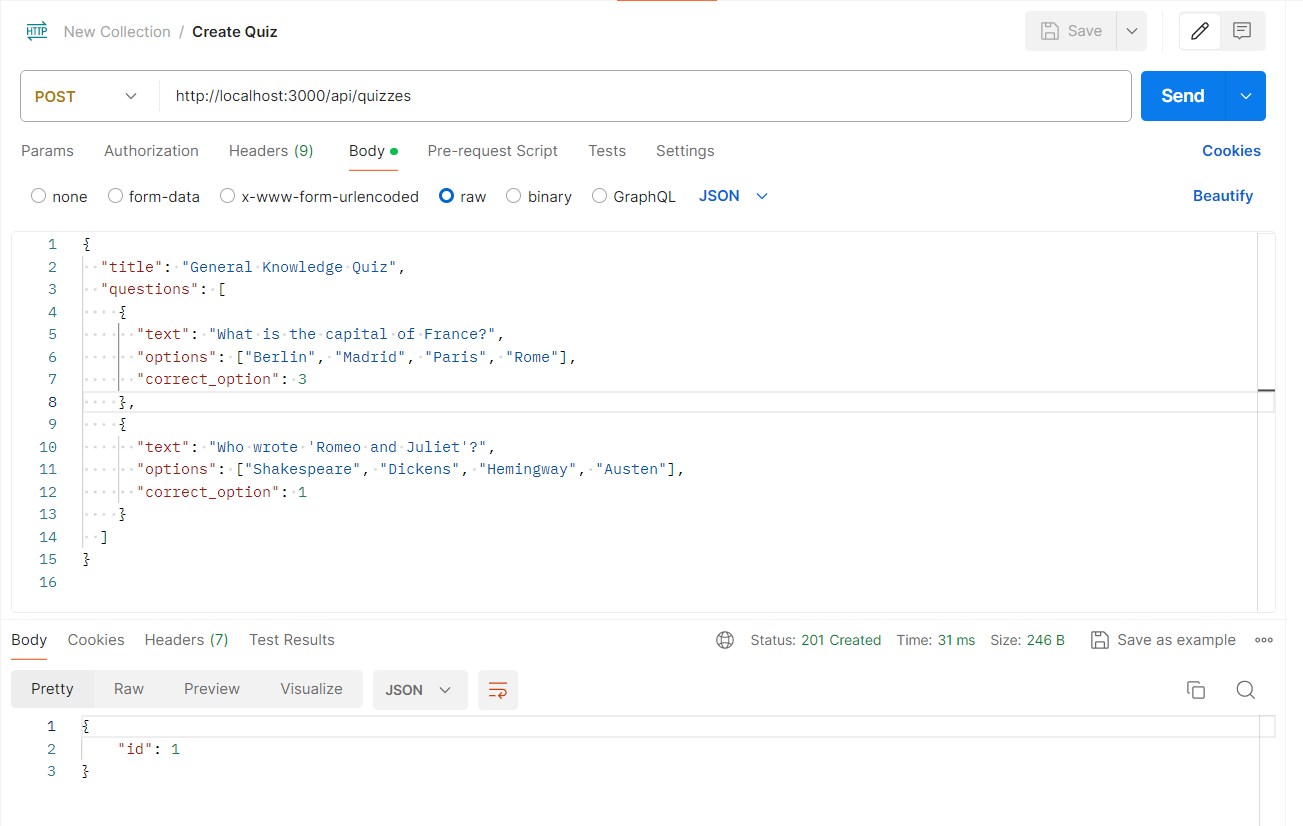 HTTP New Collection / Create Quiz Save
POST http://localhost:3000/api/quizzes Send
Params Authorization Headers (9) Body Pre-request Script Tests Settings Cookies
none form-data x-www-form-urlencoded raw binary GraphQL JSON Beautify
1 {
2 "title": "General Knowledge Quiz",
3 "questions": [
4 {
5 "text": "What is the capital of France?",
6 "options": ["Berlin", "Madrid", "Paris", "Rome"],
7 "correct_option": 3
8 },
9 {
10 "text": "Who wrote 'Romeo and Juliet'?",
11 "options": ["Shakespeare", "Dickens", "Hemingway", "Austen"],
12 "correct_option": 1
13 }
14 ]
15 }
16
Body Cookies Headers (7) Test Results Status: 201 Created Time: 31 ms Size: 246 B Save as example
Pretty Raw Preview Visualize JSON
1 {
2 "id": 1
3 }